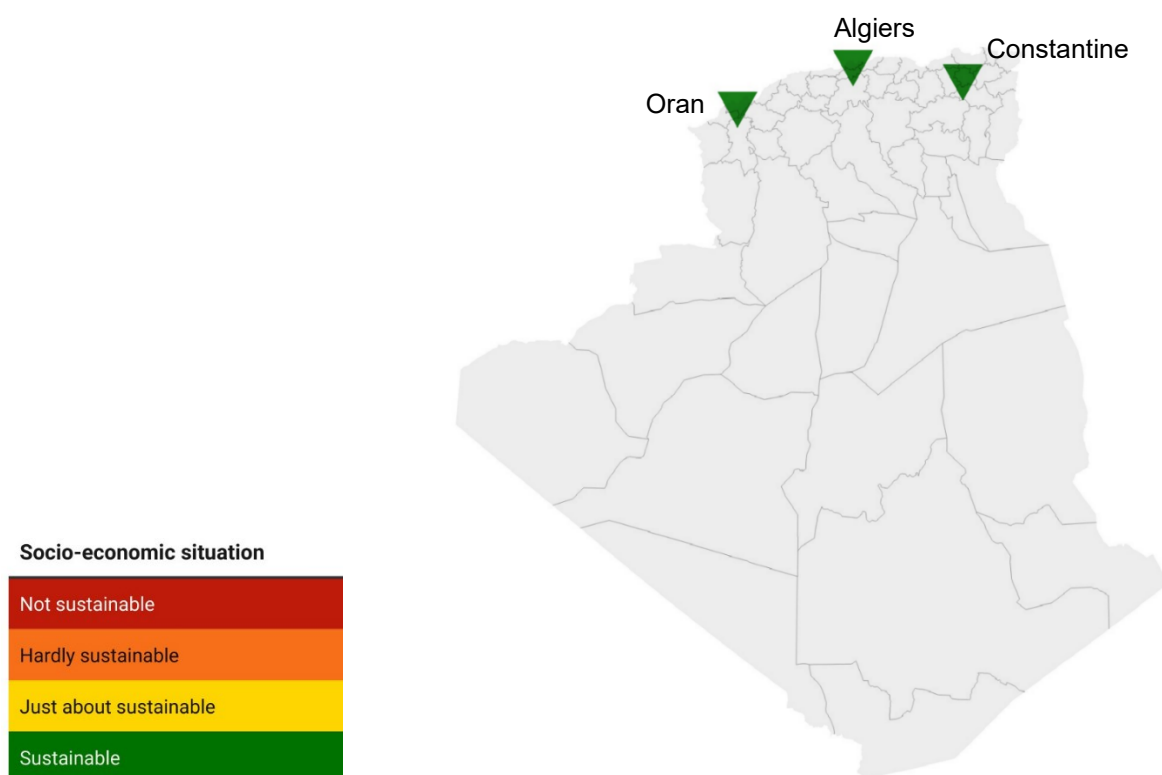 Algiers
Constantine
Oran
Socio-economic situation
Not sustainable
Hardly sustainable
Just about sustainable
Sustainable